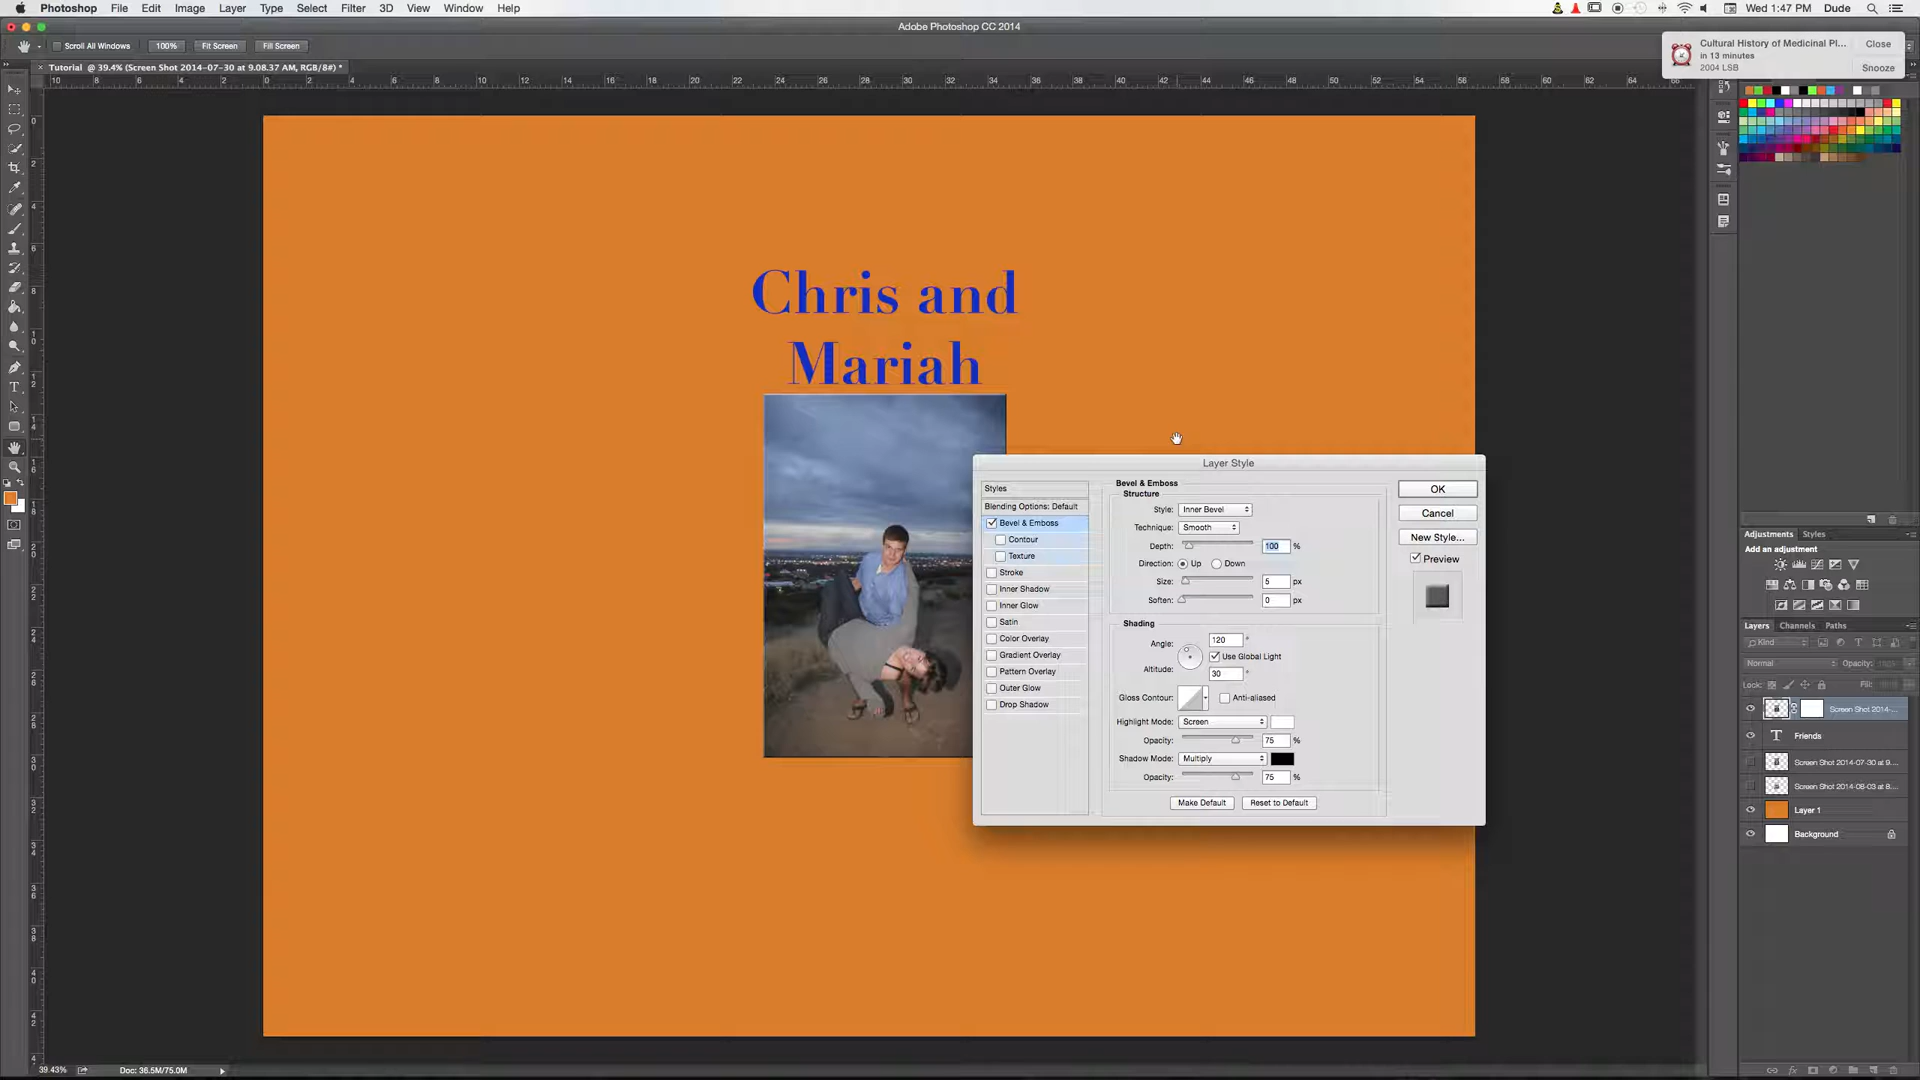 Photoshop File Edit Image Layer Type Select Filter 3D View Window Help
Wed 1:47 PM Dude
Adobe Photoshop CC 2014
Scroll All Windows 100% Fit Screen Fill Screen
Cultural History of Medicinal Pl... Close
in 13 minutes
2004 LSB Snooze
Tutorial @ 39.4% (Screen Shot 2014-07-30 at 9.08.37 AM, RGB/8#) *
Chris and
Mariah
Layer Style
Styles
Blending Options: Default
Bevel & Emboss
Contour
Texture
Stroke
Inner Shadow
Inner Glow
Satin
Color Overlay
Gradient Overlay
Pattern Overlay
Outer Glow
Drop Shadow
Bevel & Emboss
Structure
Style: Inner Bevel
Technique: Smooth
Depth: 100 %
Direction: Up Down
Size: 5 px
Soften: 0 px
Shading
Angle: 120 °
Use Global Light
Altitude: 30 °
Gloss Contour: Anti-aliased
Highlight Mode: Screen
Opacity: 75 %
Shadow Mode: Multiply
Opacity: 75 %
Make Default Reset to Default
OK
Cancel
New Style...
Preview
Adjustments Styles
Add an adjustment
Layers Channels Paths
Kind
Normal Opacity:
Lock: Fill:
Screen Shot 2014-...
T Friends
Screen Shot 2014-07-30 at 9....
Screen Shot 2014-08-03 at 8....
Layer 1
Background
39.43% Doc: 36.5M/75.0M